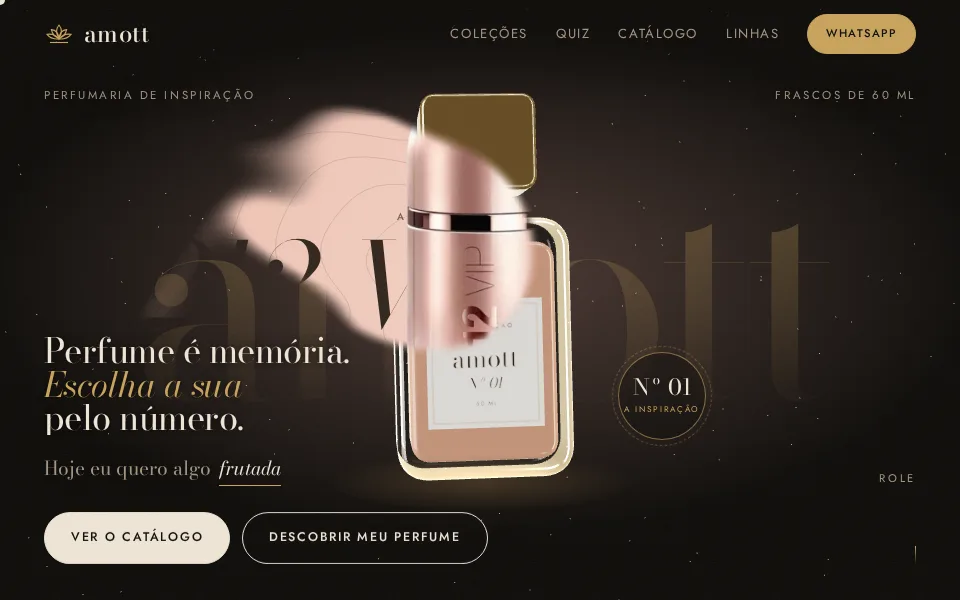 amott
COLEÇÕES
QUIZ
CATÁLOGO
LINHAS
WHATSAPP
PERFUMARIA DE INSPIRAÇÃO
FRASCOS DE 60 ML
212 VIP
amott
Nº 01
Perfume é memória.
Escolha a sua
pelo número.
Nº 01
A INSPIRAÇÃO
Hoje eu quero algo frutada
ROLE
VER O CATÁLOGO
DESCOBRIR MEU PERFUME